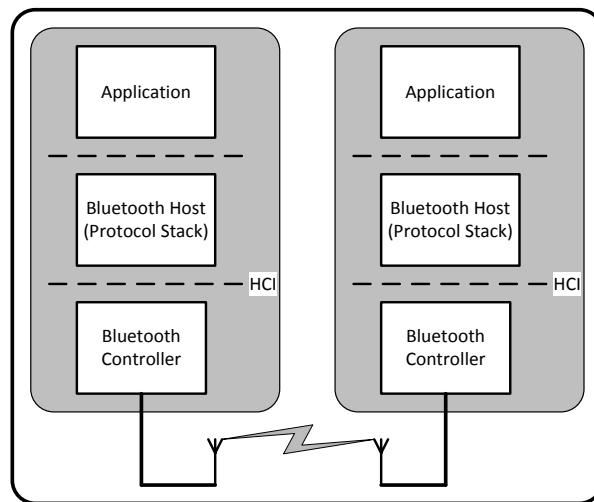 Application
Application
Bluetooth Host
(Protocol Stack)
Bluetooth Host
(Protocol Stack)
HCI
HCI
Bluetooth
Controller
Bluetooth
Controller